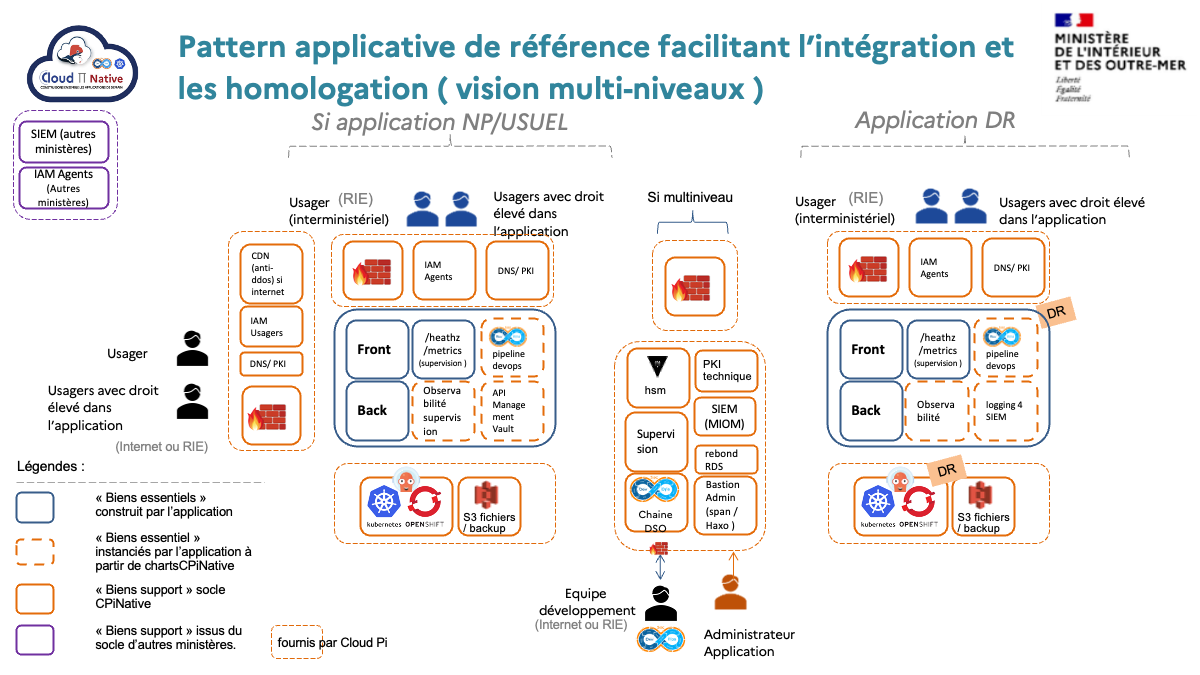 Cloud π Native
Pattern applicative de référence facilitant l'intégration et
les homologation ( vision multi-niveaux )
MINISTÈRE
DE L'INTÉRIEUR
ET DES OUTRE-MER
Liberté
Égalité
Fraternité
SIEM (autres
ministères)
IAM Agents
(Autres
ministères)
Si application NP/USUEL
Application DR
Usager (RIE)
(interministériel)
Usagers avec droit
élevé dans
l'application
Si multiniveau
Usager (RIE)
(interministériel)
Usagers avec droit élevé
dans l'application
CDN
(anti-
ddos) si
internet
IAM
Usagers
DNS/ PKI
IAM
Agents
DNS/ PKI
IAM
Agents
DNS/ PKI
DR
Usager
Usagers avec droit
élevé dans
l'application
(Internet ou RIE)
Front
/heathz
/metrics
(supervision )
pipeline
devops
Back
Observa
bilité
supervis
ion
API
Manage
ment
Vault
hsm
PKI
technique
SIEM
(MIOM)
Supervi
sion
rebond
RDS
Chaine
DSO
Bastion
Admin
(span /
Haxo )
Front
/heathz
/metrics
(supervision )
pipeline
devops
Back
Observa
bilité
logging 4
SIEM
kubernetes
OPENSHIFT
S3 fichiers
/ backup
DR
kubernetes
OPENSHIFT
S3 fichiers
/ backup
Légendes :
« Biens essentiels »
construit par l'application
« Biens essentiel »
instanciés par l'application à
partir de chartsCPiNative
« Biens support » socle
CPiNative
« Biens support » issus du
socle d'autres ministères.
fournis par Cloud Pi
Equipe
développement
(Internet ou RIE)
Administrateur
Application